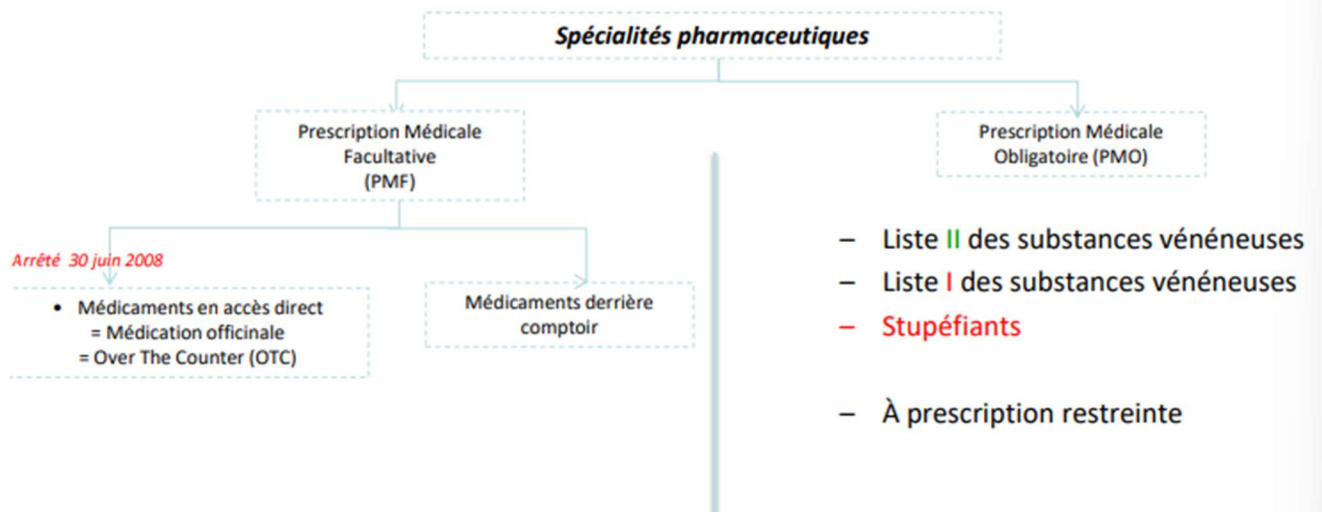 Spécialités pharmaceutiques
Prescription Médicale
Facultative
(PMF)
Prescription Médicale
Obligatoire (PMO)
Arrêté 30 juin 2008
• Médicaments en accès direct
= Médication officinale
= Over The Counter (OTC)
Médicaments derrière
comptoir
– Liste II des substances vénéneuses
– Liste I des substances vénéneuses
– Stupéfiants
– À prescription restreinte